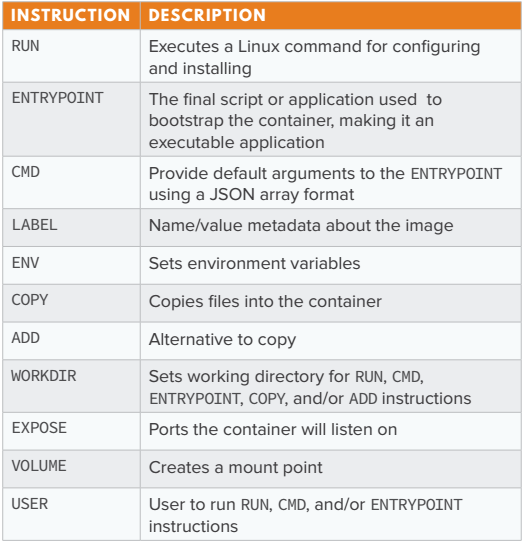 INSTRUCTION DESCRIPTION
RUN Executes a Linux command for configuring
and installing
ENTRYPOINT The final script or application used to
bootstrap the container, making it an
executable application
CMD Provide default arguments to the ENTRYPOINT
using a JSON array format
LABEL Name/value metadata about the image
ENV Sets environment variables
COPY Copies files into the container
ADD Alternative to copy
WORKDIR Sets working directory for RUN, CMD,
ENTRYPOINT, COPY, and/or ADD instructions
EXPOSE Ports the container will listen on
VOLUME Creates a mount point
USER User to run RUN, CMD, and/or ENTRYPOINT
instructions